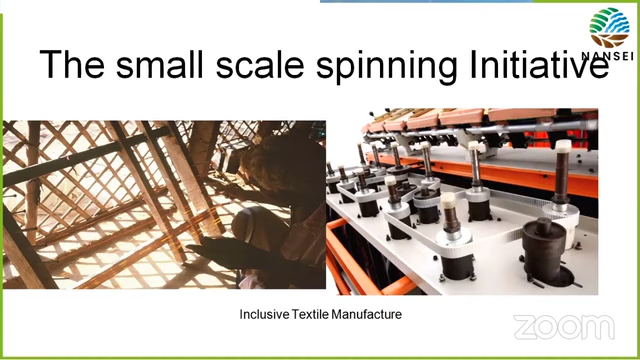 NANSEI
The small scale spinning Initiative
Inclusive Textile Manufacture
zoom